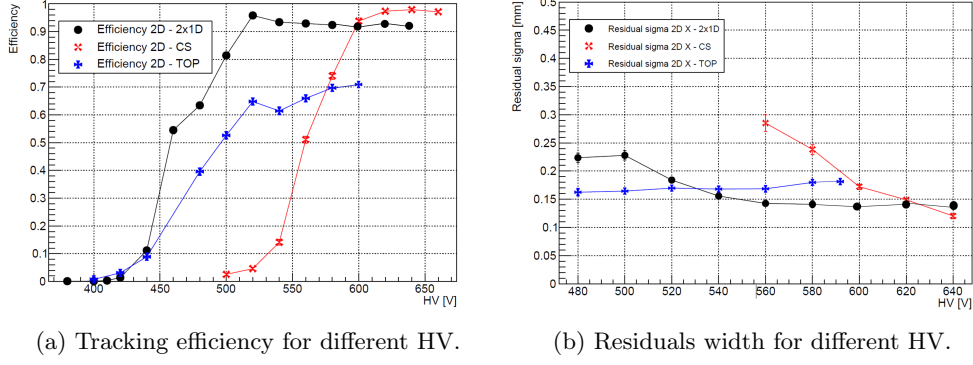 Efficiency
1
0.9
0.8
0.7
0.6
0.5
0.4
0.3
0.2
0.1
0
Efficiency 2D - 2x1D
Efficiency 2D - CS
Efficiency 2D - TOP
400 450 500 550 600 650
HV [V]
Residual sigma [mm]
0.5
0.45
0.4
0.35
0.3
0.25
0.2
0.15
0.1
0.05
0
Residual sigma 2D X - 2x1D
Residual sigma 2D X - CS
Residual sigma 2D X - TOP
480 500 520 540 560 580 600 620 640
HV [V]
(a) Tracking efficiency for different HV.
(b) Residuals width for different HV.